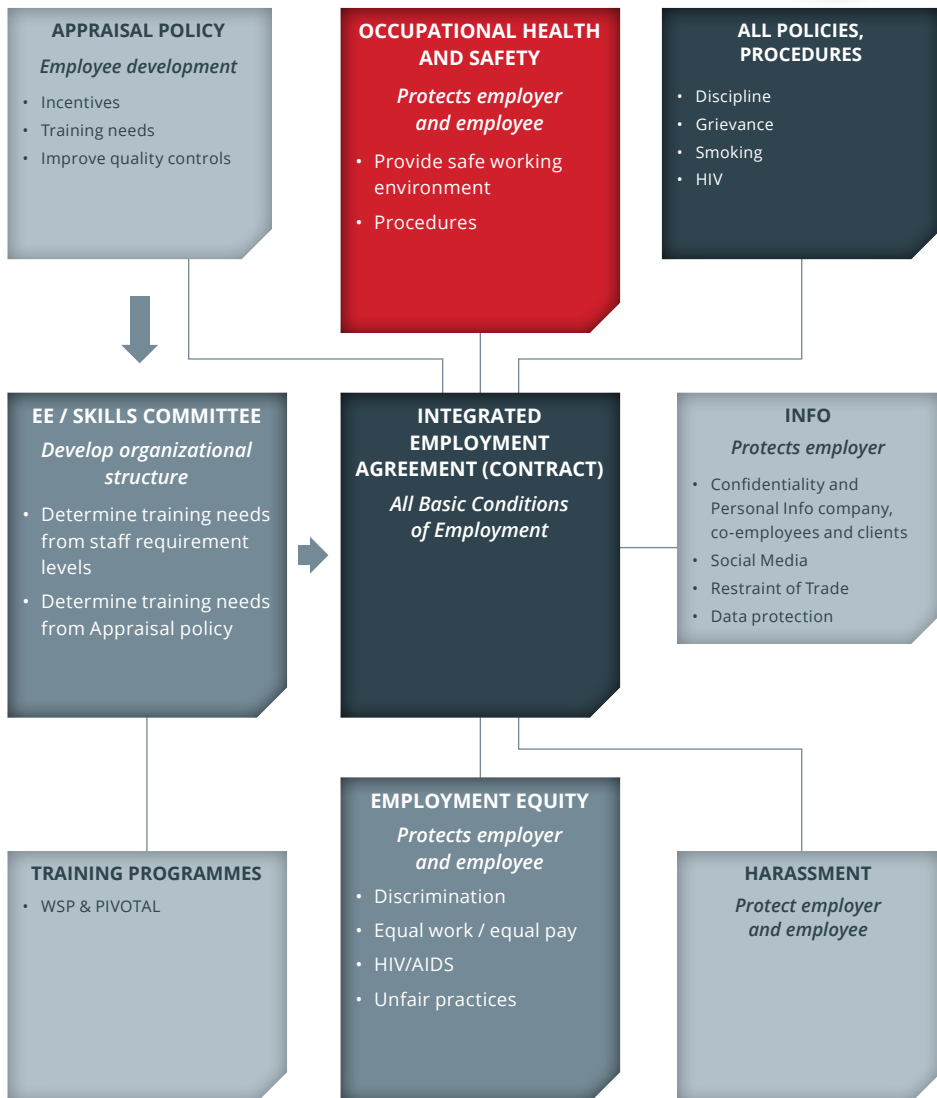 APPRAISAL POLICY
Employee development
• Incentives
• Training needs
• Improve quality controls
OCCUPATIONAL HEALTH
AND SAFETY
Protects employer
and employee
• Provide safe working
environment
• Procedures
ALL POLICIES,
PROCEDURES
• Discipline
• Grievance
• Smoking
• HIV
EE / SKILLS COMMITTEE
Develop organizational
structure
• Determine training needs
from staff requirement
levels
• Determine training needs
from Appraisal policy
INTEGRATED
EMPLOYMENT
AGREEMENT (CONTRACT)
All Basic Conditions
of Employment
INFO
Protects employer
• Confidentiality and
Personal Info company,
co-employees and clients
• Social Media
• Restraint of Trade
• Data protection
TRAINING PROGRAMMES
• WSP & PIVOTAL
EMPLOYMENT EQUITY
Protects employer
and employee
• Discrimination
• Equal work / equal pay
• HIV/AIDS
• Unfair practices
HARASSMENT
Protect employer
and employee